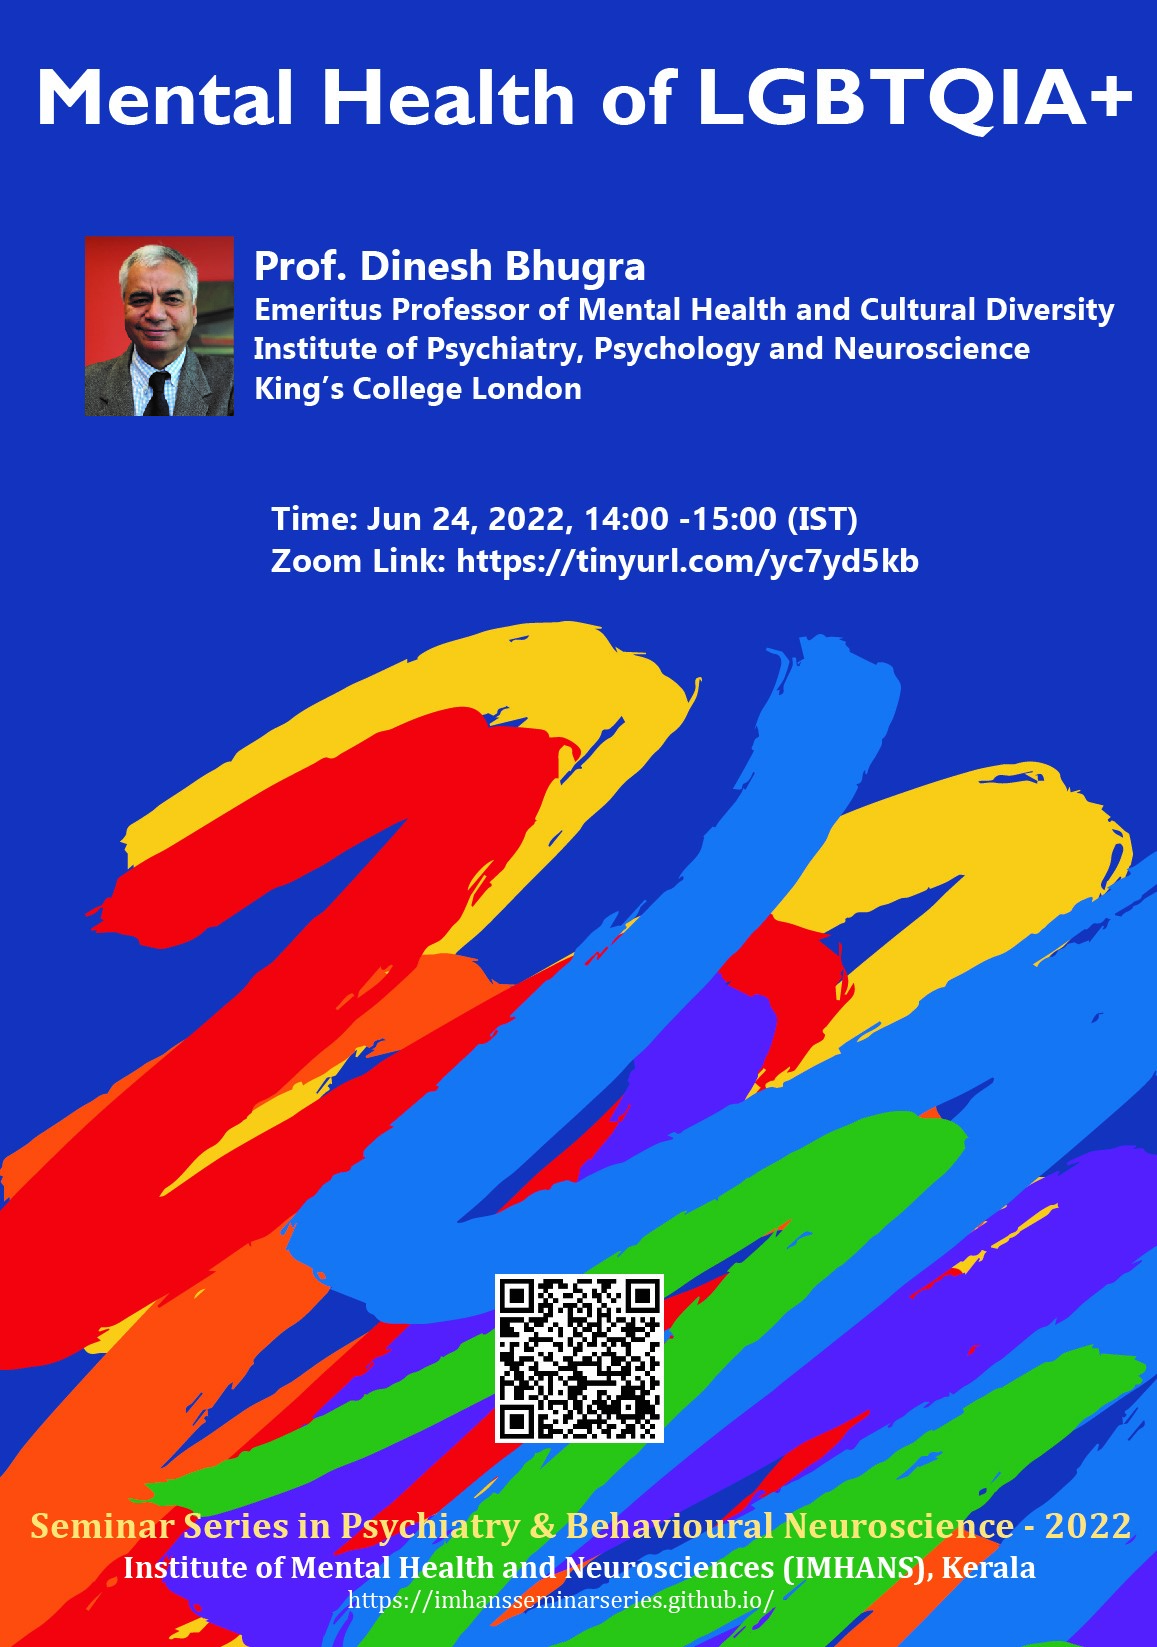 Mental Health of LGBTQIA+
Prof. Dinesh Bhugra
Emeritus Professor of Mental Health and Cultural Diversity
Institute of Psychiatry, Psychology and Neuroscience
King’s College London
Time: Jun 24, 2022, 14:00 -15:00 (IST)
Zoom Link: https://tinyurl.com/yc7yd5kb
Seminar Series in Psychiatry & Behavioural Neuroscience - 2022
Institute of Mental Health and Neurosciences (IMHANS), Kerala
https://imhansseminarseries.github.io/